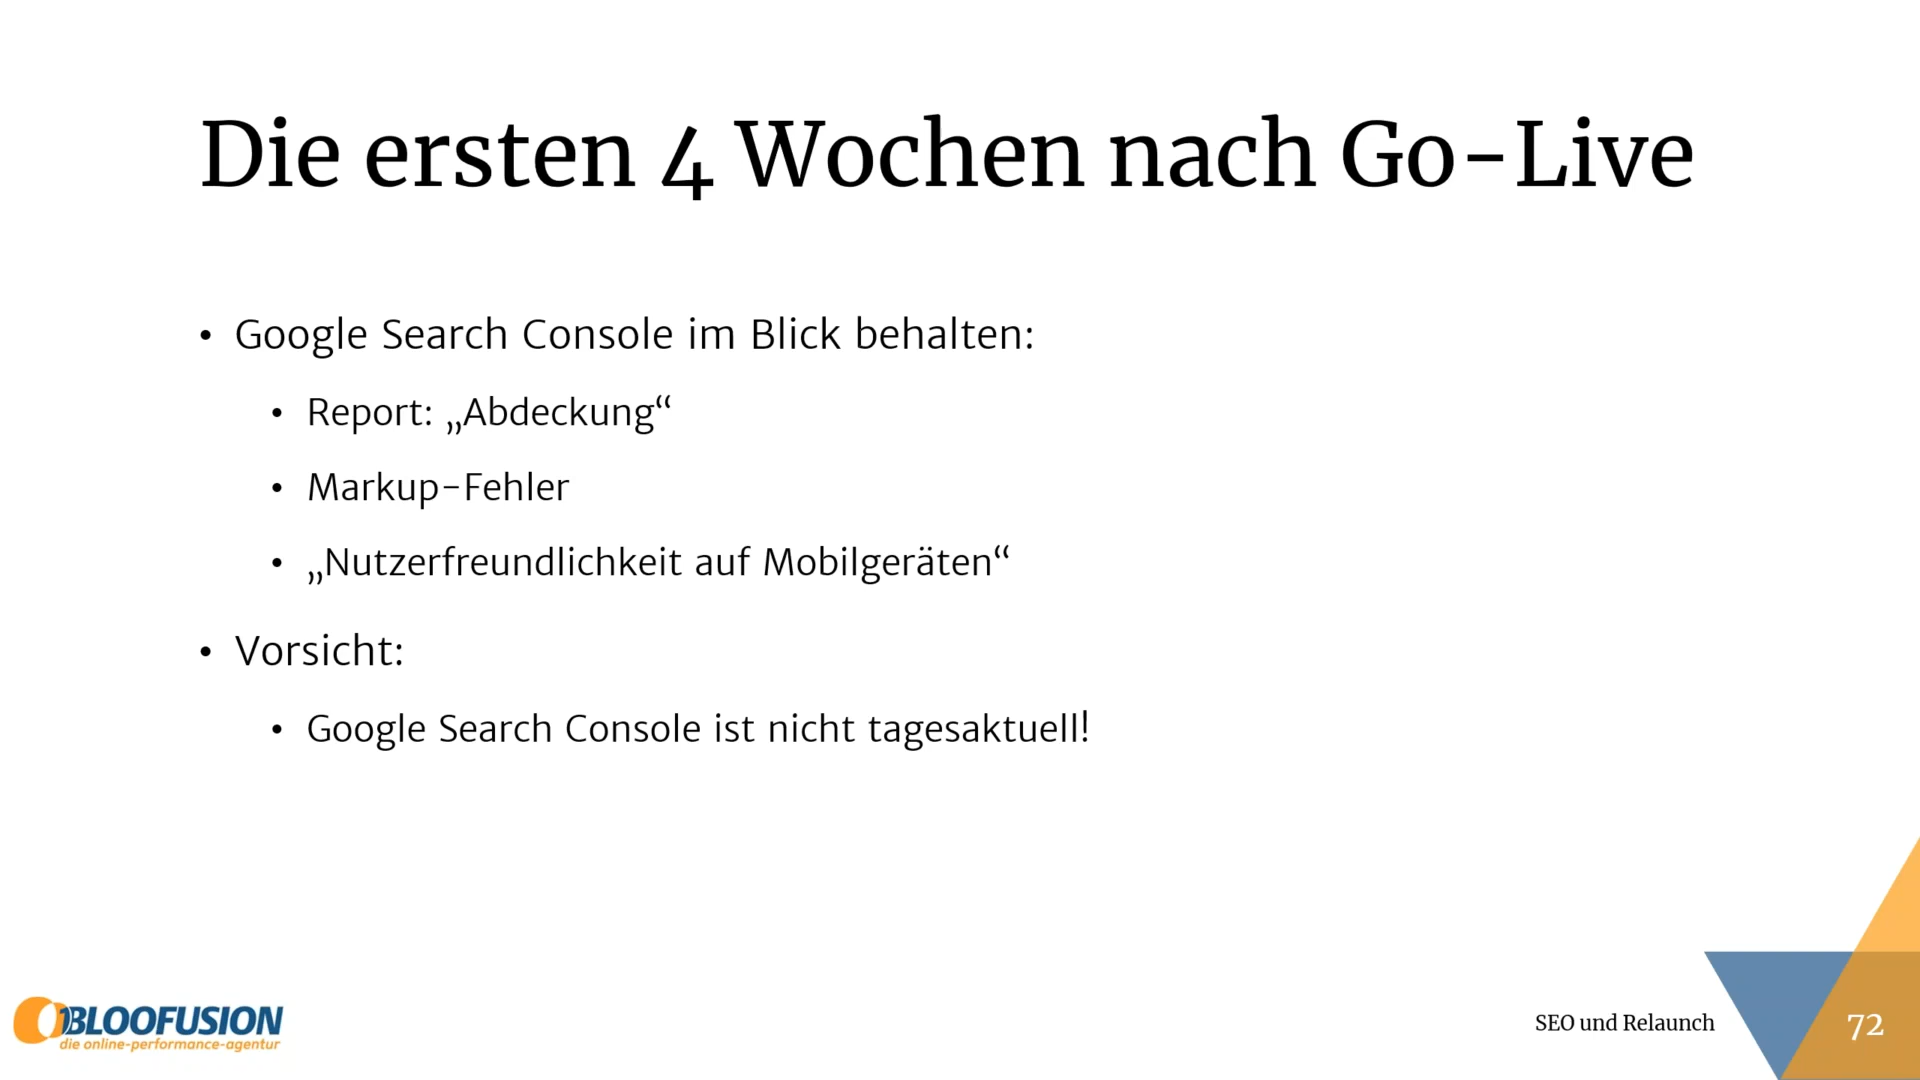 Die ersten 4 Wochen nach Go-Live
• Google Search Console im Blick behalten:
• Report: „Abdeckung“
• Markup-Fehler
• „Nutzerfreundlichkeit auf Mobilgeräten“
• Vorsicht:
• Google Search Console ist nicht tagesaktuell!
BLOOFUSION
die online-performance-agentur
SEO und Relaunch
72